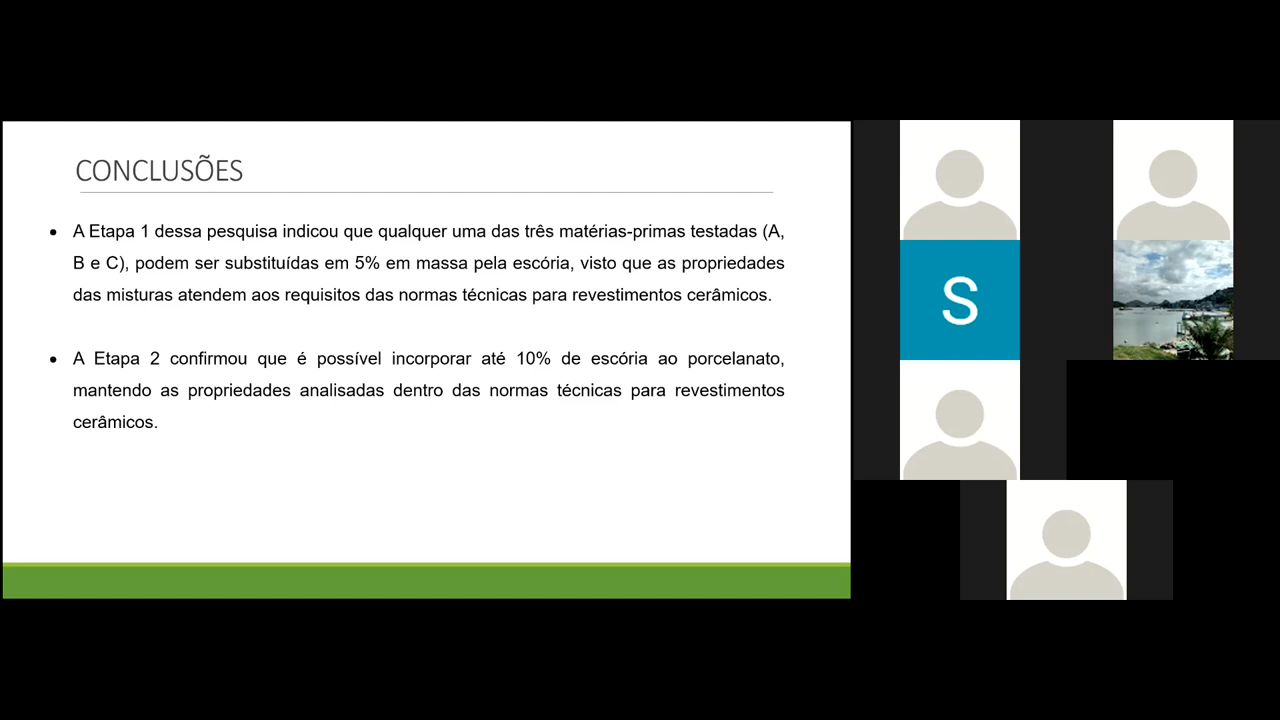 CONCLUSÕES
• A Etapa 1 dessa pesquisa indicou que qualquer uma das três matérias-primas testadas (A,
B e C), podem ser substituídas em 5% em massa pela escória, visto que as propriedades
das misturas atendem aos requisitos das normas técnicas para revestimentos cerâmicos.
• A Etapa 2 confirmou que é possível incorporar até 10% de escória ao porcelanato,
mantendo as propriedades analisadas dentro das normas técnicas para revestimentos
cerâmicos.
S